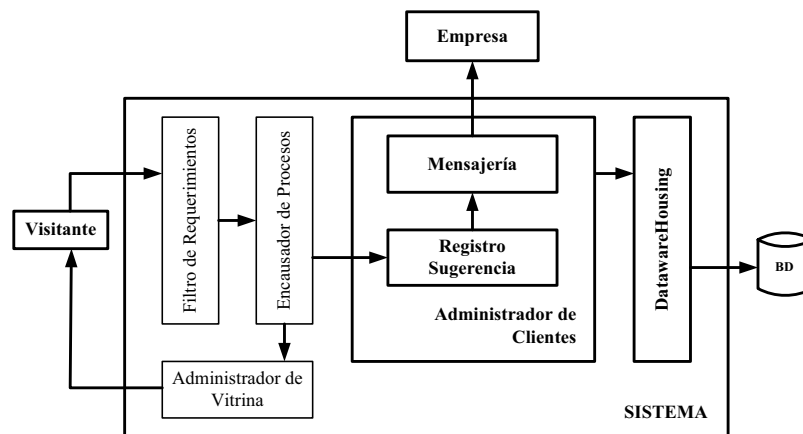 Empresa
Visitante
Filtro de Requerimientos
Encausador de Procesos
Mensajería
Registro
Sugerencia
Administrador de
Clientes
DatawareHousing
BD
Administrador de
Vitrina
SISTEMA